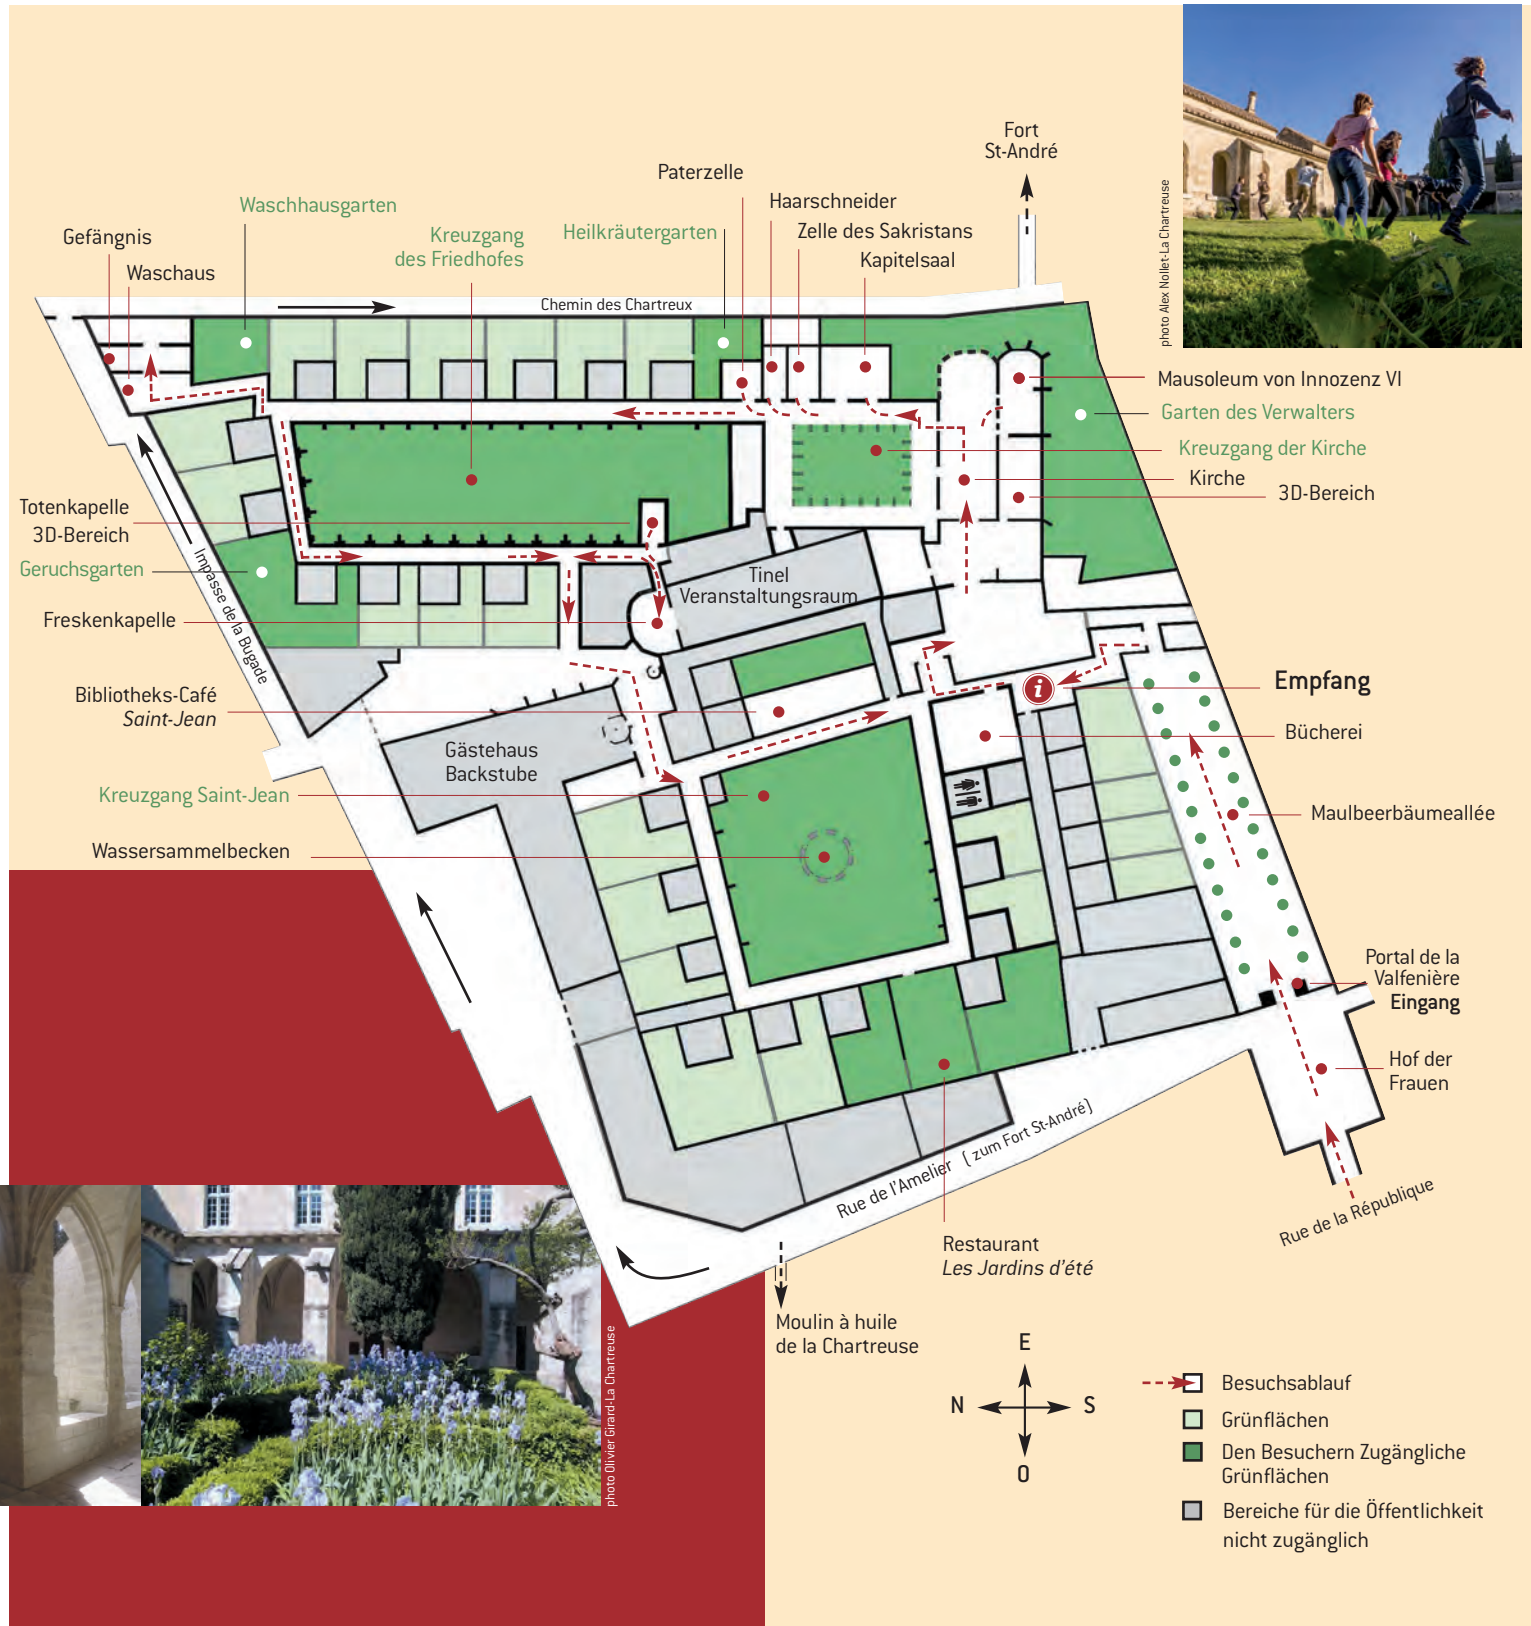 Fort
St-André
photo Alex Nollet-La Chartreuse
Paterzelle
Haarschneider
Zelle des Sakristans
Kapitelsaal
Waschhausgarten
Kreuzgang
des Friedhofes
Heilkräutergarten
Gefängnis
Waschaus
Chemin des Chartreux
Mausoleum von Innozenz VI
Garten des Verwalters
Kreuzgang der Kirche
Kirche
3D-Bereich
Totenkapelle
3D-Bereich
Geruchsgarten
Freskenkapelle
Impasse de la Bugade
Tinel
Veranstaltungsraum
Bibliotheks-Café
Saint-Jean
Gästehaus
Backstube
Kreuzgang Saint-Jean
Wassersammelbecken
i
Empfang
Bücherei
Maulbeerbäumeallée
Portal de la
Valfenière
Eingang
Hof der
Frauen
Rue de la République
Rue de l'Amelier ( zum Fort St-André)
Restaurant
Les Jardins d'été
Moulin à huile
de la Chartreuse
photo Olivier Girard-La Chartreuse
E
N
S
O
Besuchsablauf
Grünflächen
Den Besuchern Zugängliche
Grünflächen
Bereiche für die Öffentlichkeit
nicht zugänglich